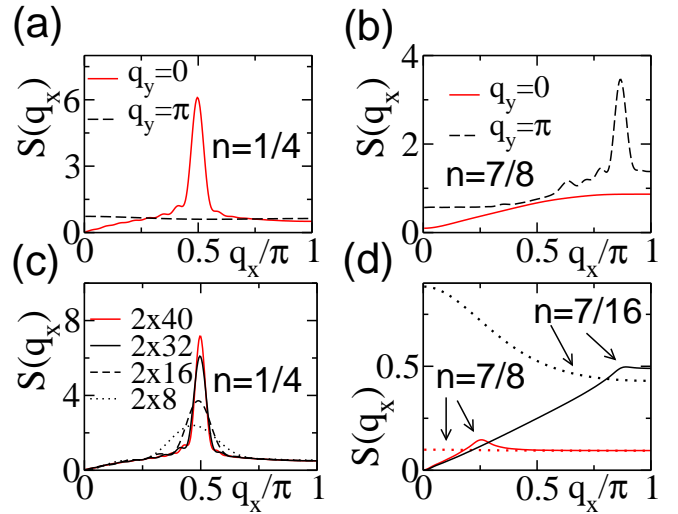 (a)
S(q_x)
6
3
0
q_y=0
q_y=π
n=1/4
0 0.5 q_x/π 1
(b)
S(q_x)
4
2
0
q_y=0
q_y=π
n=7/8
0 0.5 q_x/π 1
(c)
S(q_x)
8
4
0
2x40
2x32
2x16
2x8
n=1/4
0 0.5 q_x/π 1
(d)
S(q_x)
0.5
0
n=7/16
n=7/8
0 0.5 q_x/π 1